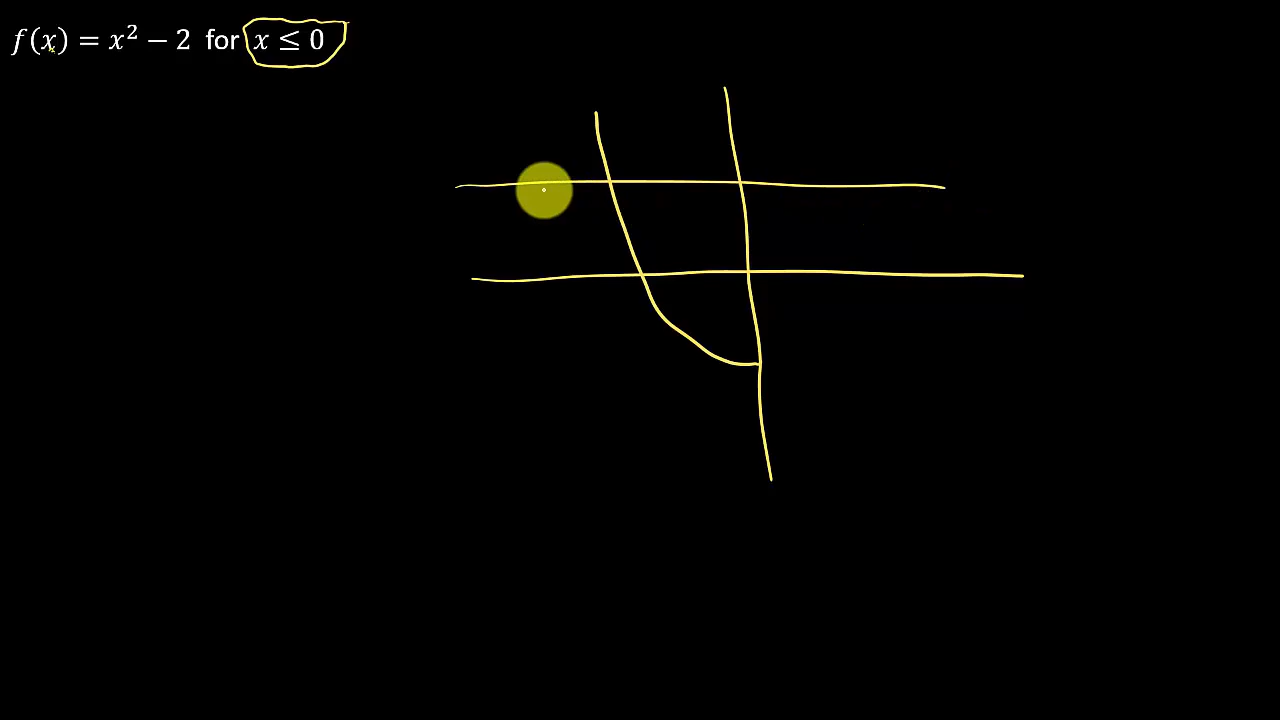 f(x) = x² − 2 for x ≤ 0